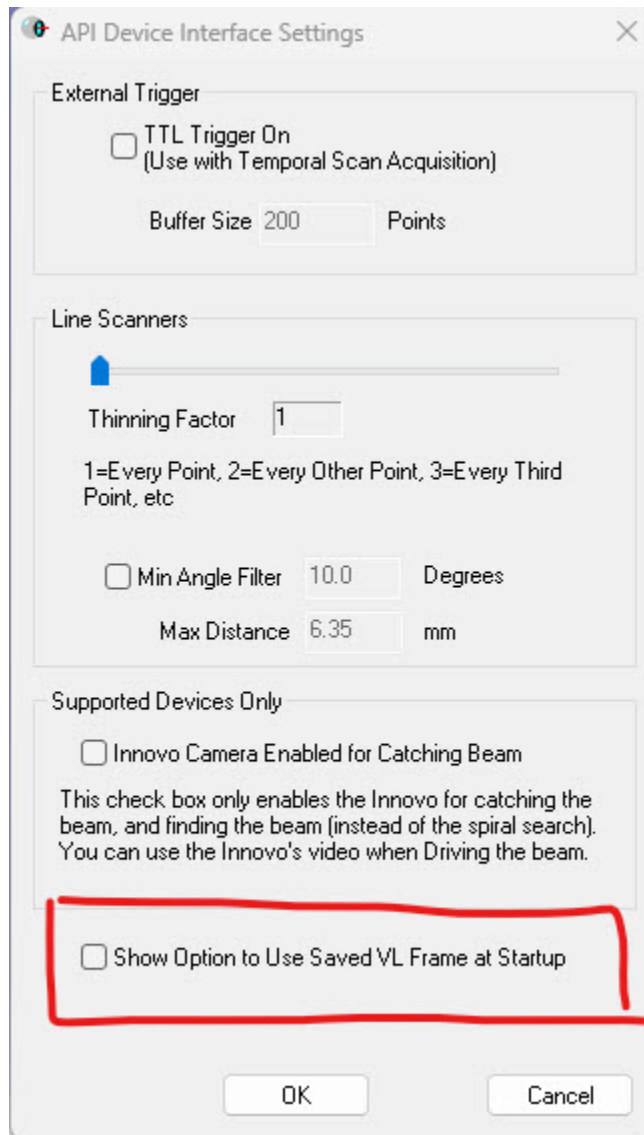 API Device Interface Settings
External Trigger
TTL Trigger On
(Use with Temporal Scan Acquisition)
Buffer Size 200 Points
Line Scanners
Thinning Factor 1
1=Every Point, 2=Every Other Point, 3=Every Third
Point, etc
Min Angle Filter 10.0 Degrees
Max Distance 6.35 mm
Supported Devices Only
Innovo Camera Enabled for Catching Beam
This check box only enables the Innovo for catching the
beam, and finding the beam (instead of the spiral search).
You can use the Innovo's video when Driving the beam.
Show Option to Use Saved VL Frame at Startup
OK Cancel